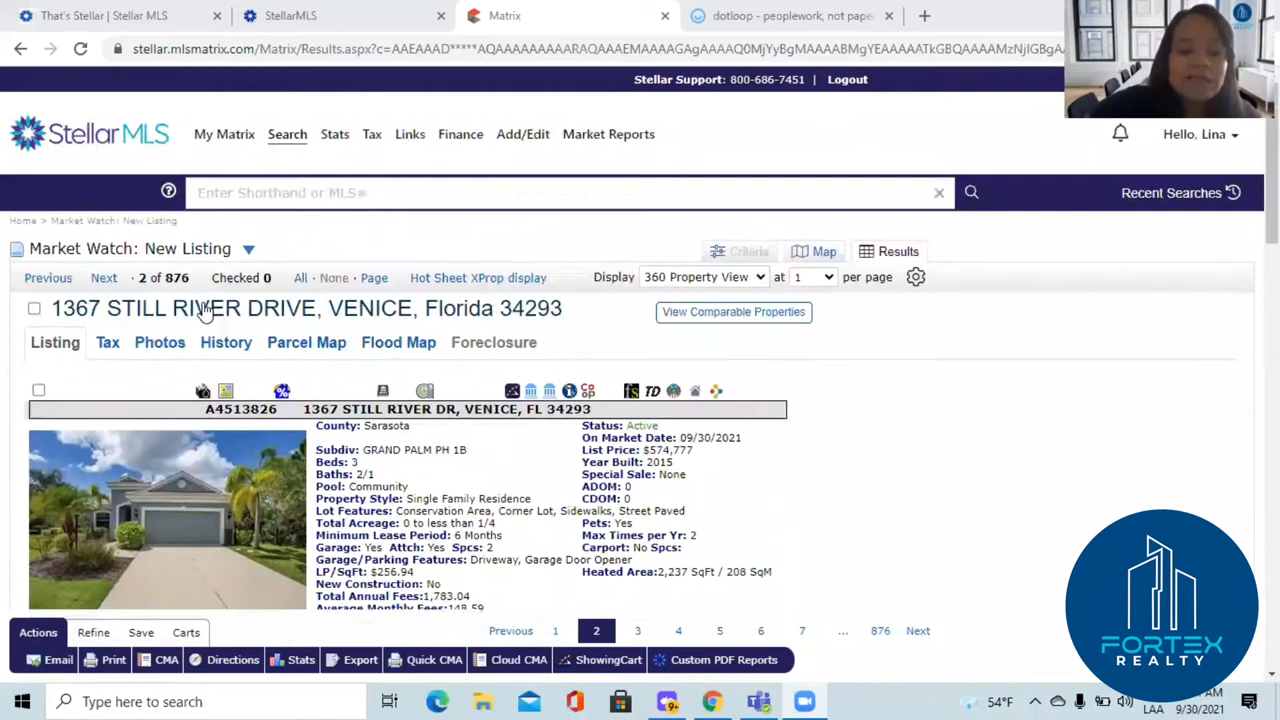 That's Stellar | Stellar MLS
StellarMLS
Matrix
dotloop - peoplework, not pape
stellar.mlsmatrix.com/Matrix/Results.aspx?c=AAEAAAD*****AQAAAAAAAAARAQAAAEMAAAAGAgAAAAQ0MjYyBgMAAAABMgYEAAAAATkGBQAAAAMzNjlGBgA
Stellar Support: 800-686-7451 | Logout
StellarMLS My Matrix Search Stats Tax Links Finance Add/Edit Market Reports Hello, Lina
Enter Shorthand or MLS# Recent Searches
Home > Market Watch: New Listing
Market Watch: New Listing Criteria Map Results
Previous Next · 2 of 876 Checked 0 All · None · Page Hot Sheet XProp display Display 360 Property View at 1 per page
1367 STILL RIVER DRIVE, VENICE, Florida 34293 View Comparable Properties
Listing Tax Photos History Parcel Map Flood Map Foreclosure
CO OP TD
A4513826 1367 STILL RIVER DR, VENICE, FL 34293
County: Sarasota Status: Active
On Market Date: 09/30/2021
Subdiv: GRAND PALM PH 1B List Price: $574,777
Beds: 3 Year Built: 2015
Baths: 2/1 Special Sale: None
Pool: Community ADOM: 0
Property Style: Single Family Residence CDOM: 0
Lot Features: Conservation Area, Corner Lot, Sidewalks, Street Paved
Total Acreage: 0 to less than 1/4 Pets: Yes
Minimum Lease Period: 6 Months Max Times per Yr: 2
Garage: Yes Attch: Yes Spcs: 2 Carport: No Spcs:
Garage/Parking Features: Driveway, Garage Door Opener
LP/SqFt: $256.94 Heated Area:2,237 SqFt / 208 SqM
New Construction: No
Total Annual Fees:1,783.04
Average Monthly Fees:148.59
Actions Refine Save Carts Previous 1 2 3 4 5 6 7 ... 876 Next
Email Print CMA Directions Stats Export Quick CMA Cloud CMA ShowingCart Custom PDF Reports
FORTEX
REALTY
Type here to search 9+ 54°F AM
LAA 9/30/2021